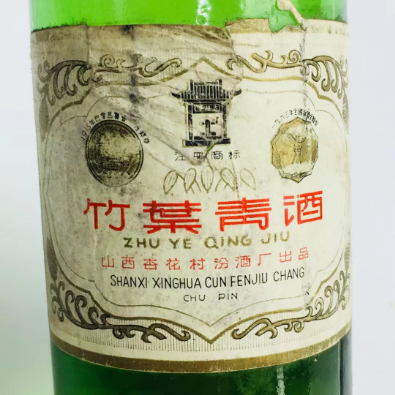 注册商标
竹葉青酒
ZHU YE QING JIU
山西杏花村汾酒厂出品
SHANXI XINGHUA CUN FENJIU CHANG
CHU PIN